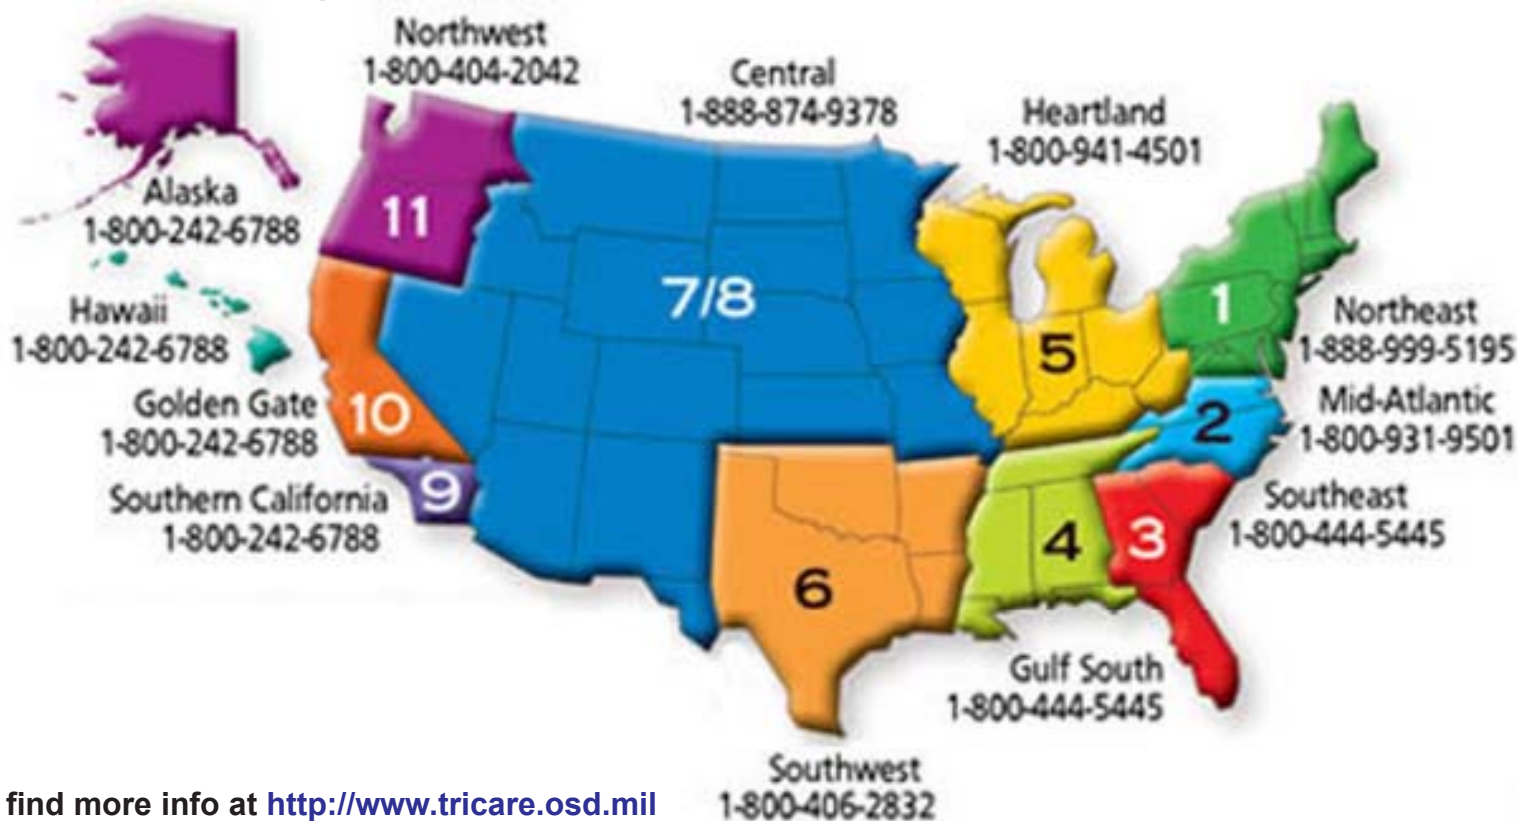 Northwest
1-800-404-2042
Central
1-888-874-9378
Heartland
1-800-941-4501
Alaska
1-800-242-6788
11
Hawaii
1-800-242-6788
7/8
1
Northeast
1-888-999-5195
5
Golden Gate
1-800-242-6788
10
Mid-Atlantic
1-800-931-9501
2
Southern California
1-800-242-6788
9
Southeast
1-800-444-5445
4
3
6
Gulf South
1-800-444-5445
Southwest
1-800-406-2832
find more info at http://www.tricare.osd.mil